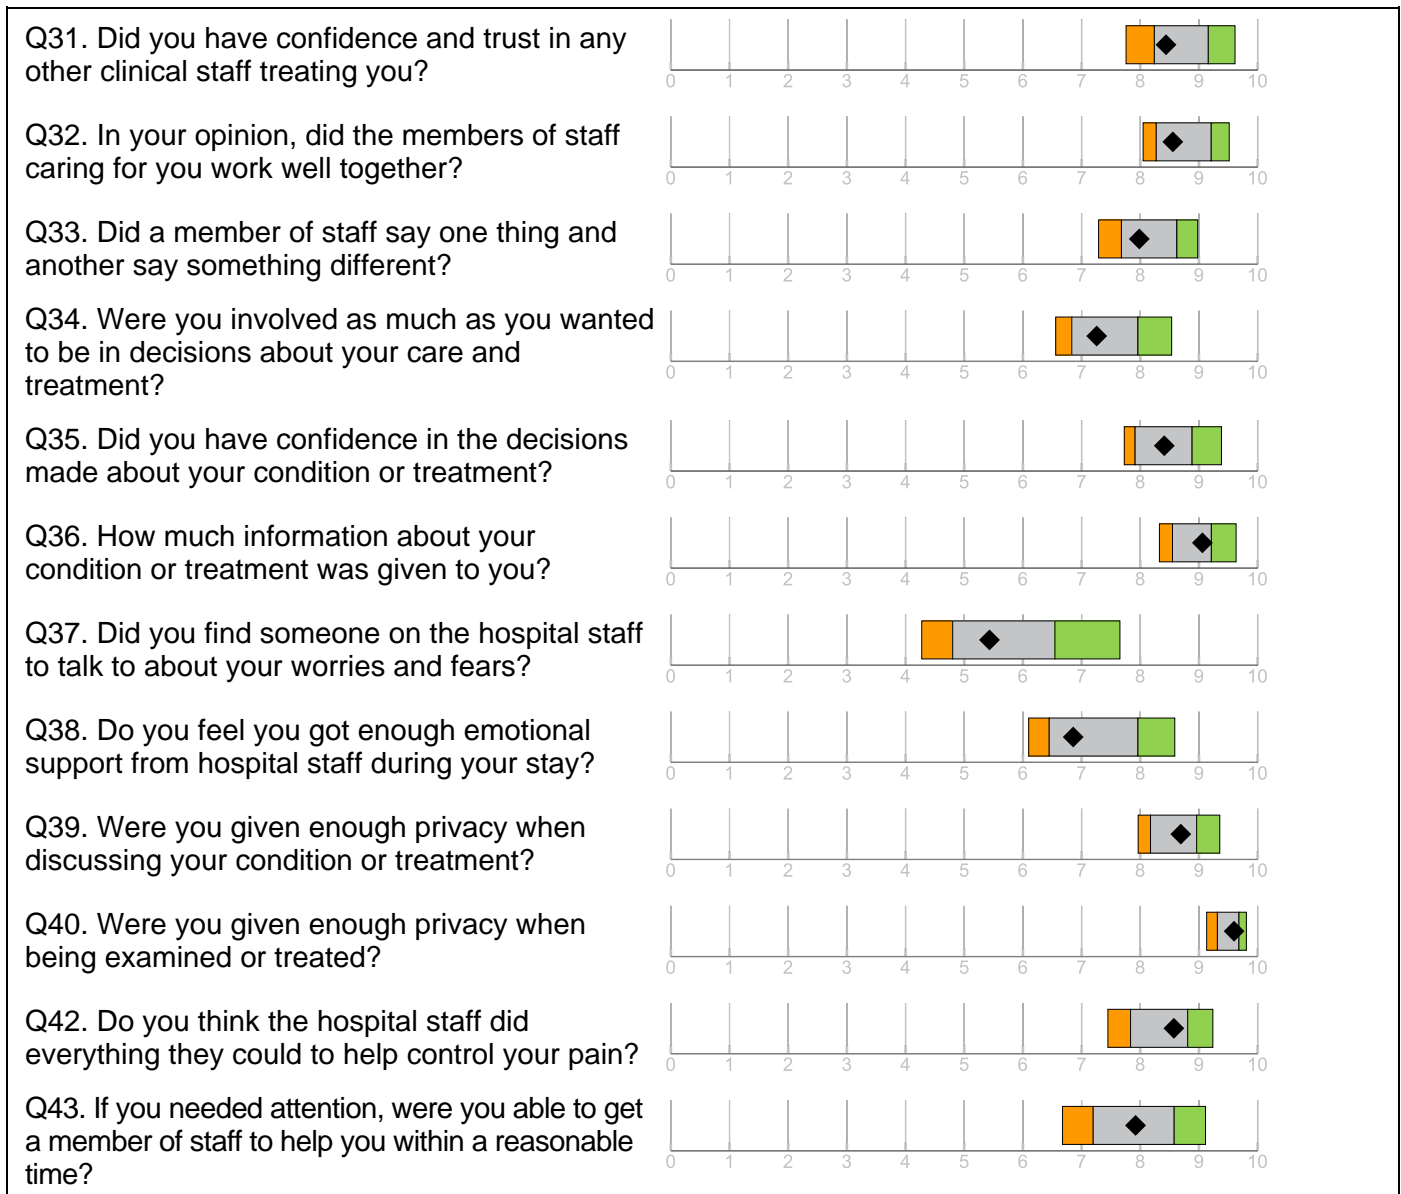 Q31. Did you have confidence and trust in any
other clinical staff treating you?
0 1 2 3 4 5 6 7 8 9 10
Q32. In your opinion, did the members of staff
caring for you work well together?
0 1 2 3 4 5 6 7 8 9 10
Q33. Did a member of staff say one thing and
another say something different?
0 1 2 3 4 5 6 7 8 9 10
Q34. Were you involved as much as you wanted
to be in decisions about your care and
treatment?
0 1 2 3 4 5 6 7 8 9 10
Q35. Did you have confidence in the decisions
made about your condition or treatment?
0 1 2 3 4 5 6 7 8 9 10
Q36. How much information about your
condition or treatment was given to you?
0 1 2 3 4 5 6 7 8 9 10
Q37. Did you find someone on the hospital staff
to talk to about your worries and fears?
0 1 2 3 4 5 6 7 8 9 10
Q38. Do you feel you got enough emotional
support from hospital staff during your stay?
0 1 2 3 4 5 6 7 8 9 10
Q39. Were you given enough privacy when
discussing your condition or treatment?
0 1 2 3 4 5 6 7 8 9 10
Q40. Were you given enough privacy when
being examined or treated?
0 1 2 3 4 5 6 7 8 9 10
Q42. Do you think the hospital staff did
everything they could to help control your pain?
0 1 2 3 4 5 6 7 8 9 10
Q43. If you needed attention, were you able to get
a member of staff to help you within a reasonable
time?
0 1 2 3 4 5 6 7 8 9 10